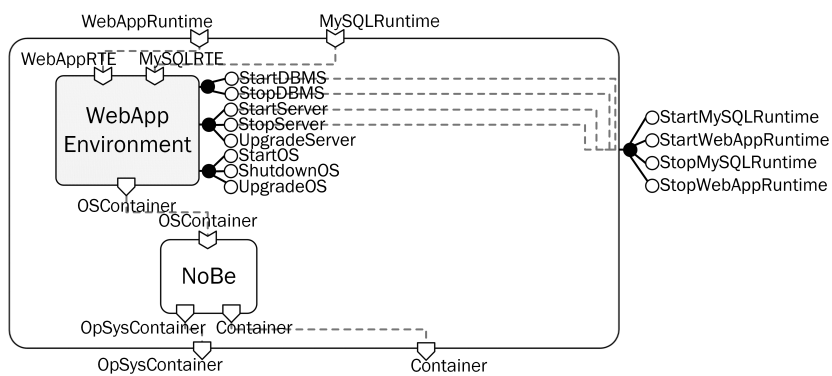 WebAppRuntime
MySQLRuntime
WebAppRTE
MySQLRTE
WebApp
Environment
StartDBMS
StopDBMS
StartServer
StopServer
UpgradeServer
StartOS
ShutdownOS
UpgradeOS
StartMySQLRuntime
StartWebAppRuntime
StopMySQLRuntime
StopWebAppRuntime
OSContainer
OSContainer
NoBe
OpSysContainer
Container
OpSysContainer
Container